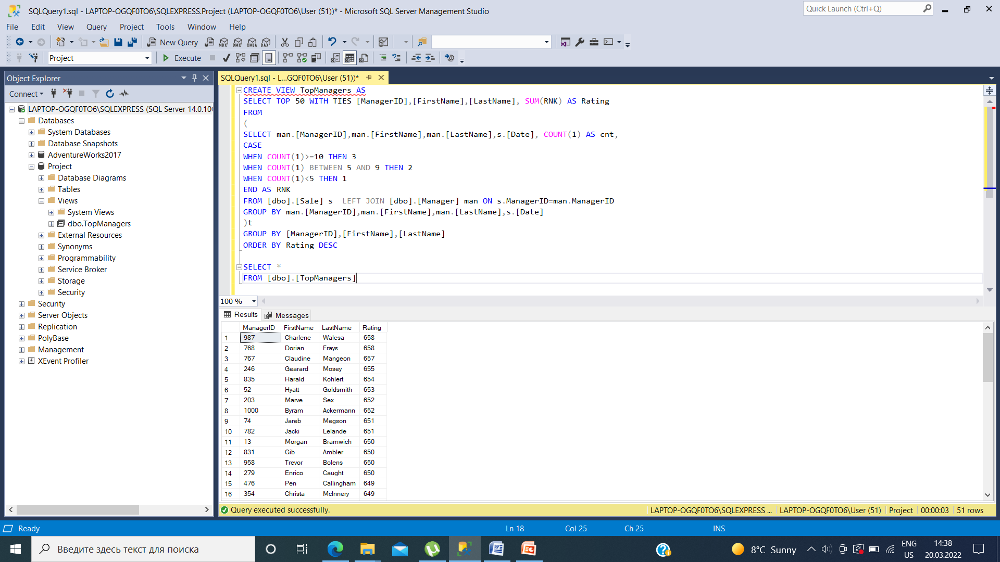 SQLQuery1.sql - LAPTOP-OGQF0TO6\SQLEXPRESS.Project (LAPTOP-OGQF0TO6\User (51))* - Microsoft SQL Server Management Studio
Quick Launch (Ctrl+Q)
File Edit View Query Project Tools Window Help
New Query MDX DMX XMLA DAX
Project Execute
Object Explorer
SQLQuery1.sql - L...GQF0TO6\User (51))*
Connect
LAPTOP-OGQF0TO6\SQLEXPRESS (SQL Server 14.0.100
Databases
System Databases
Database Snapshots
AdventureWorks2017
Project
Database Diagrams
Tables
Views
System Views
dbo.TopManagers
External Resources
Synonyms
Programmability
Service Broker
Storage
Security
Security
Server Objects
Replication
PolyBase
Management
XEvent Profiler
CREATE VIEW TopManagers AS
SELECT TOP 50 WITH TIES [ManagerID],[FirstName],[LastName], SUM(RNK) AS Rating
FROM
(
SELECT man.[ManagerID],man.[FirstName],man.[LastName],s.[Date], COUNT(1) AS cnt,
CASE
WHEN COUNT(1)>=10 THEN 3
WHEN COUNT(1) BETWEEN 5 AND 9 THEN 2
WHEN COUNT(1)<5 THEN 1
END AS RNK
FROM [dbo].[Sale] s  LEFT JOIN [dbo].[Manager] man ON s.ManagerID=man.ManagerID
GROUP BY man.[ManagerID],man.[FirstName],man.[LastName],s.[Date]
)t
GROUP BY [ManagerID],[FirstName],[LastName]
ORDER BY Rating DESC
SELECT *
FROM [dbo].[TopManagers]
100 %
Results Messages
ManagerID FirstName LastName Rating
1 987 Charlene Walesa 658
2 768 Dorian Frays 658
3 767 Claudine Mangeon 657
4 246 Gearard Mosey 655
5 835 Harald Kohlert 654
6 52 Hyatt Goldsmith 653
7 203 Marve Sex 652
8 1000 Byram Ackermann 652
9 74 Jareb Megson 651
10 782 Jacki Lelande 651
11 13 Morgan Bramwich 650
12 831 Gib Ambler 650
13 958 Trevor Bolens 650
14 279 Enrico Caught 650
15 476 Pen Callingham 649
16 354 Christa McInnery 649
Query executed successfully. LAPTOP-OGQF0TO6\SQLEXPRESS ... LAPTOP-OGQF0TO6\User (51) Project 00:00:03 51 rows
Ready Ln 18 Col 25 Ch 25 INS
Введите здесь текст для поиска
8°C Sunny
ENG
US
14:38
20.03.2022